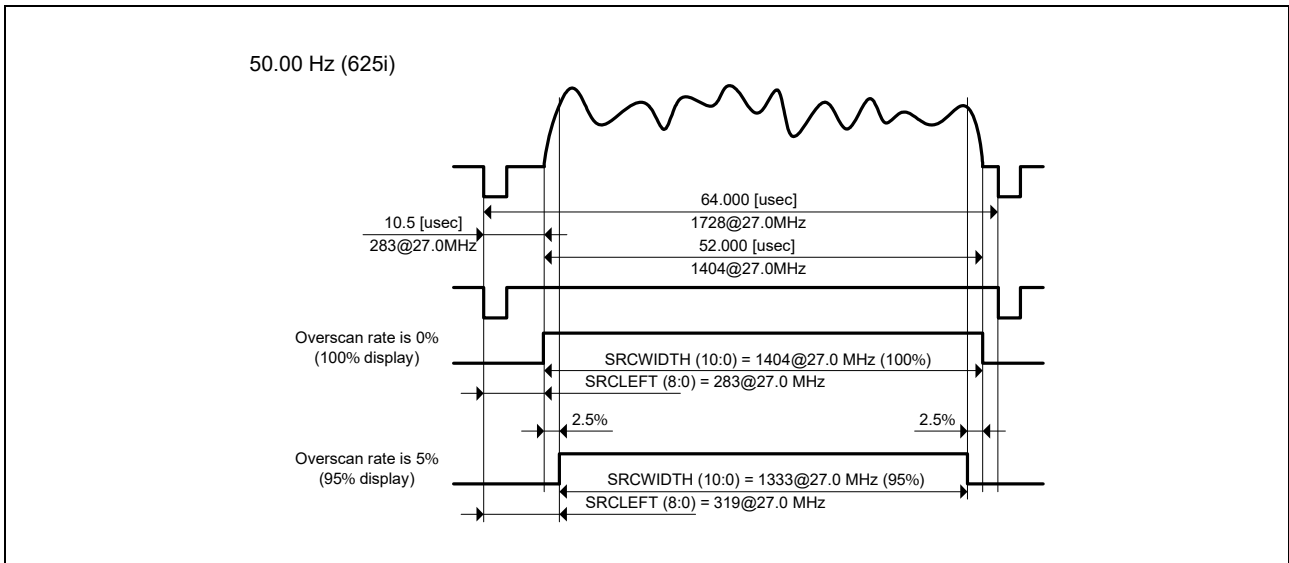 50.00 Hz (625i)
64.000 [usec]
1728@27.0MHz
10.5 [usec]
283@27.0MHz
52.000 [usec]
1404@27.0MHz
Overscan rate is 0%
(100% display)
SRCWIDTH (10:0) = 1404@27.0 MHz (100%)
SRCLEFT (8:0) = 283@27.0 MHz
2.5%
2.5%
Overscan rate is 5%
(95% display)
SRCWIDTH (10:0) = 1333@27.0 MHz (95%)
SRCLEFT (8:0) = 319@27.0 MHz